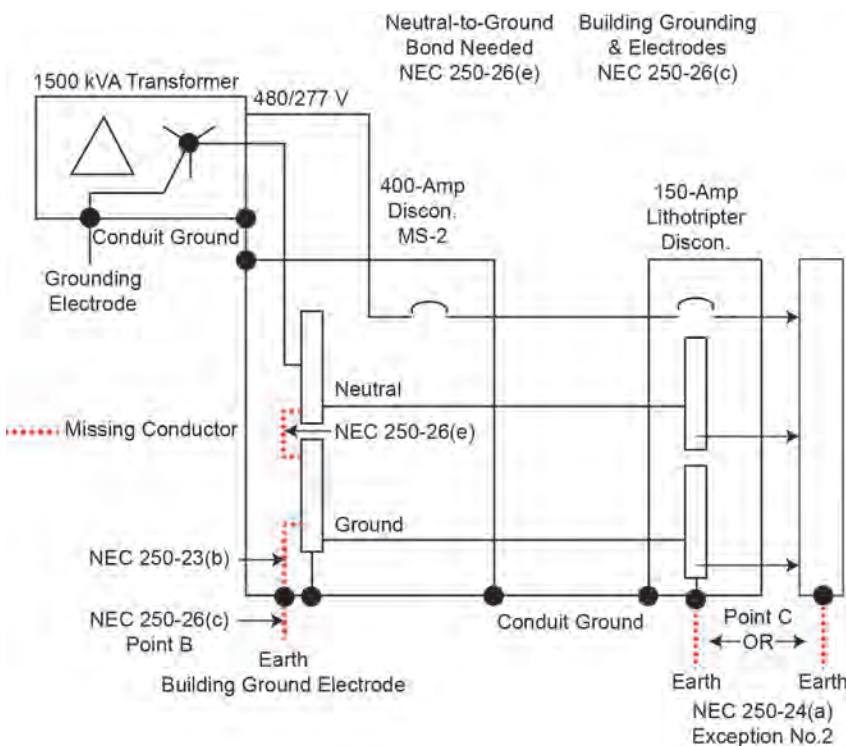 Neutral-to-Ground
Bond Needed
NEC 250-26(e)
Building Grounding
& Electrodes
NEC 250-26(c)
1500 kVA Transformer
480/277 V
400-Amp
Discon.
MS-2
150-Amp
Lithotripter
Discon.
Conduit Ground
Grounding
Electrode
Neutral
Missing Conductor
NEC 250-26(e)
Ground
NEC 250-23(b)
NEC 250-26(c)
Point B
Conduit Ground
Point C
OR
Earth
Building Ground Electrode
Earth
Earth
NEC 250-24(a)
Exception No.2